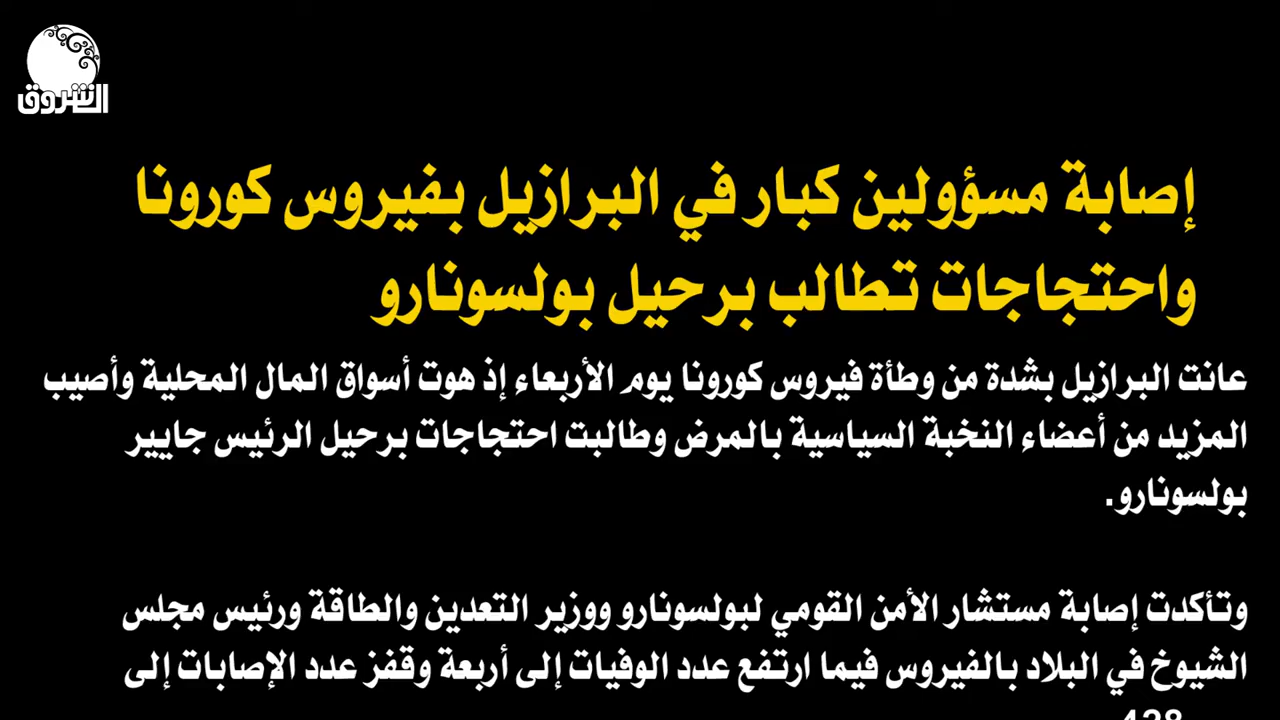 الشروق
إصابة مسؤولين كبار في البرازيل بفيروس كورونا
واحتجاجات تطالب برحيل بولسونارو
عانت البرازيل بشدة من وطأة فيروس كورونا يوم الأربعاء إذ هوت أسواق المال المحلية وأصيب
المزيد من أعضاء النخبة السياسية بالمرض وطالبت احتجاجات برحيل الرئيس جايير
بولسونارو.
وتأكدت إصابة مستشار الأمن القومي لبولسونارو ووزير التعدين والطاقة ورئيس مجلس
الشيوخ في البلاد بالفيروس فيما ارتفع عدد الوفيات إلى أربعة وقفز عدد الإصابات إلى